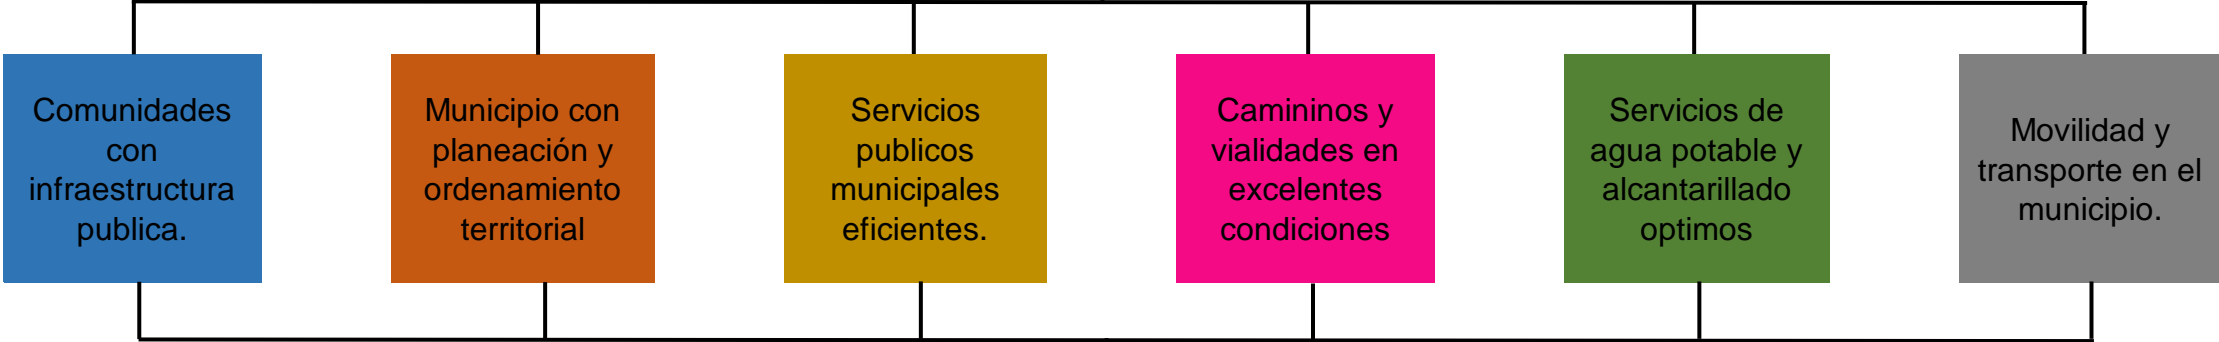 Comunidades
con
infraestructura
publica.
Municipio con
planeación y
ordenamiento
territorial
Servicios
publicos
municipales
eficientes.
Camininos y
vialidades en
excelentes
condiciones
Servicios de
agua potable y
alcantarillado
optimos
Movilidad y
transporte en el
municipio.